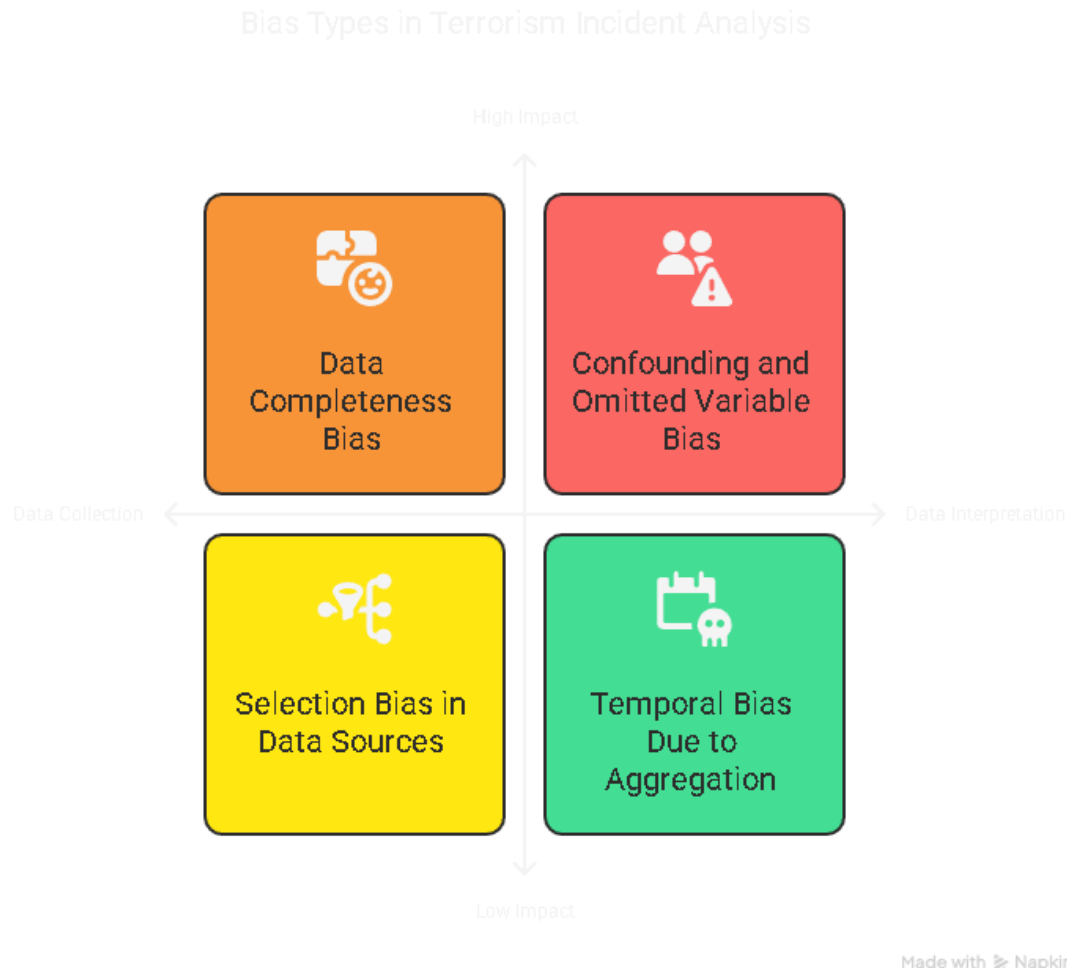 Bias Types in Terrorism Incident Analysis
High Impact
Data
Completeness
Bias
Confounding and
Omitted Variable
Bias
Data Collection
Data Interpretation
Selection Bias in
Data Sources
Temporal Bias
Due to
Aggregation
Low Impact
Made with Napkin